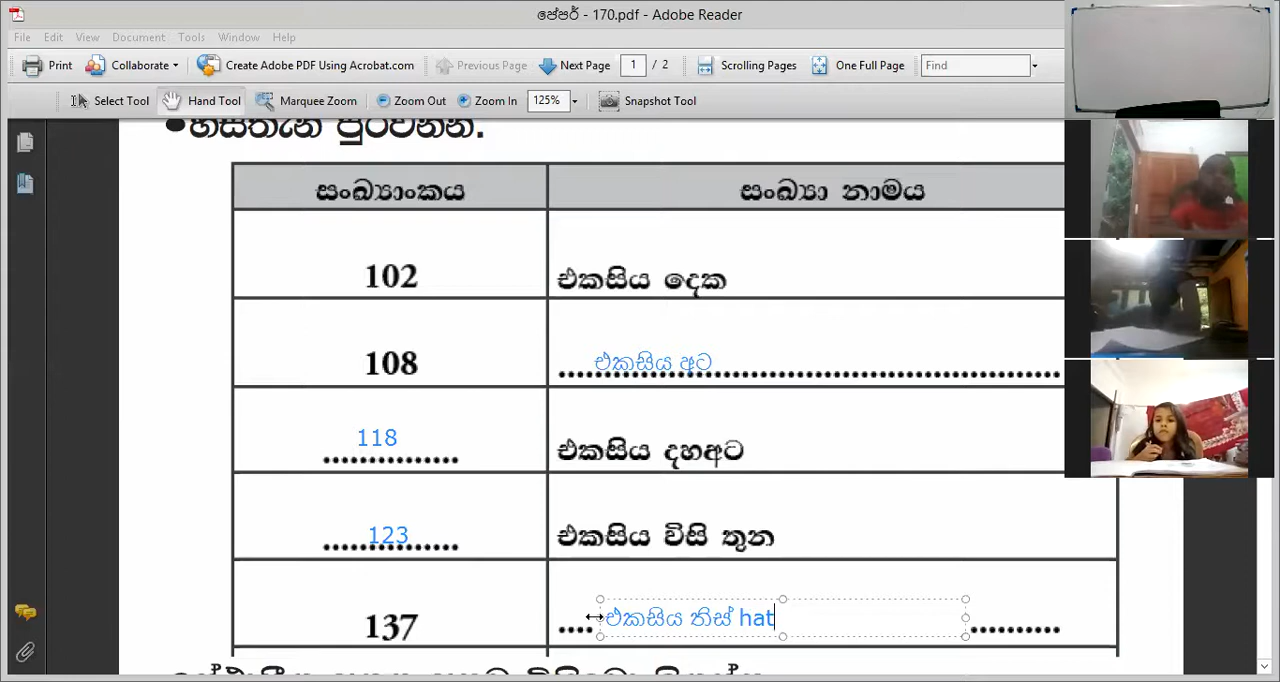 පේපර් - 170.pdf - Adobe Reader
File Edit View Document Tools Window Help
Print Collaborate Create Adobe PDF Using Acrobat.com Previous Page Next Page 1 / 2 Scrolling Pages One Full Page Find
Select Tool Hand Tool Marquee Zoom Zoom Out Zoom In 125% Snapshot Tool
•හිස්තැන් පුරවන්න.
සංඛ්‍යාංකය සංඛ්‍යා නාමය
102 එකසිය දෙක
108 එකසිය අට
118 එකසිය දහඅට
123 එකසිය විසි තුන
137 එකසිය තිස් hat